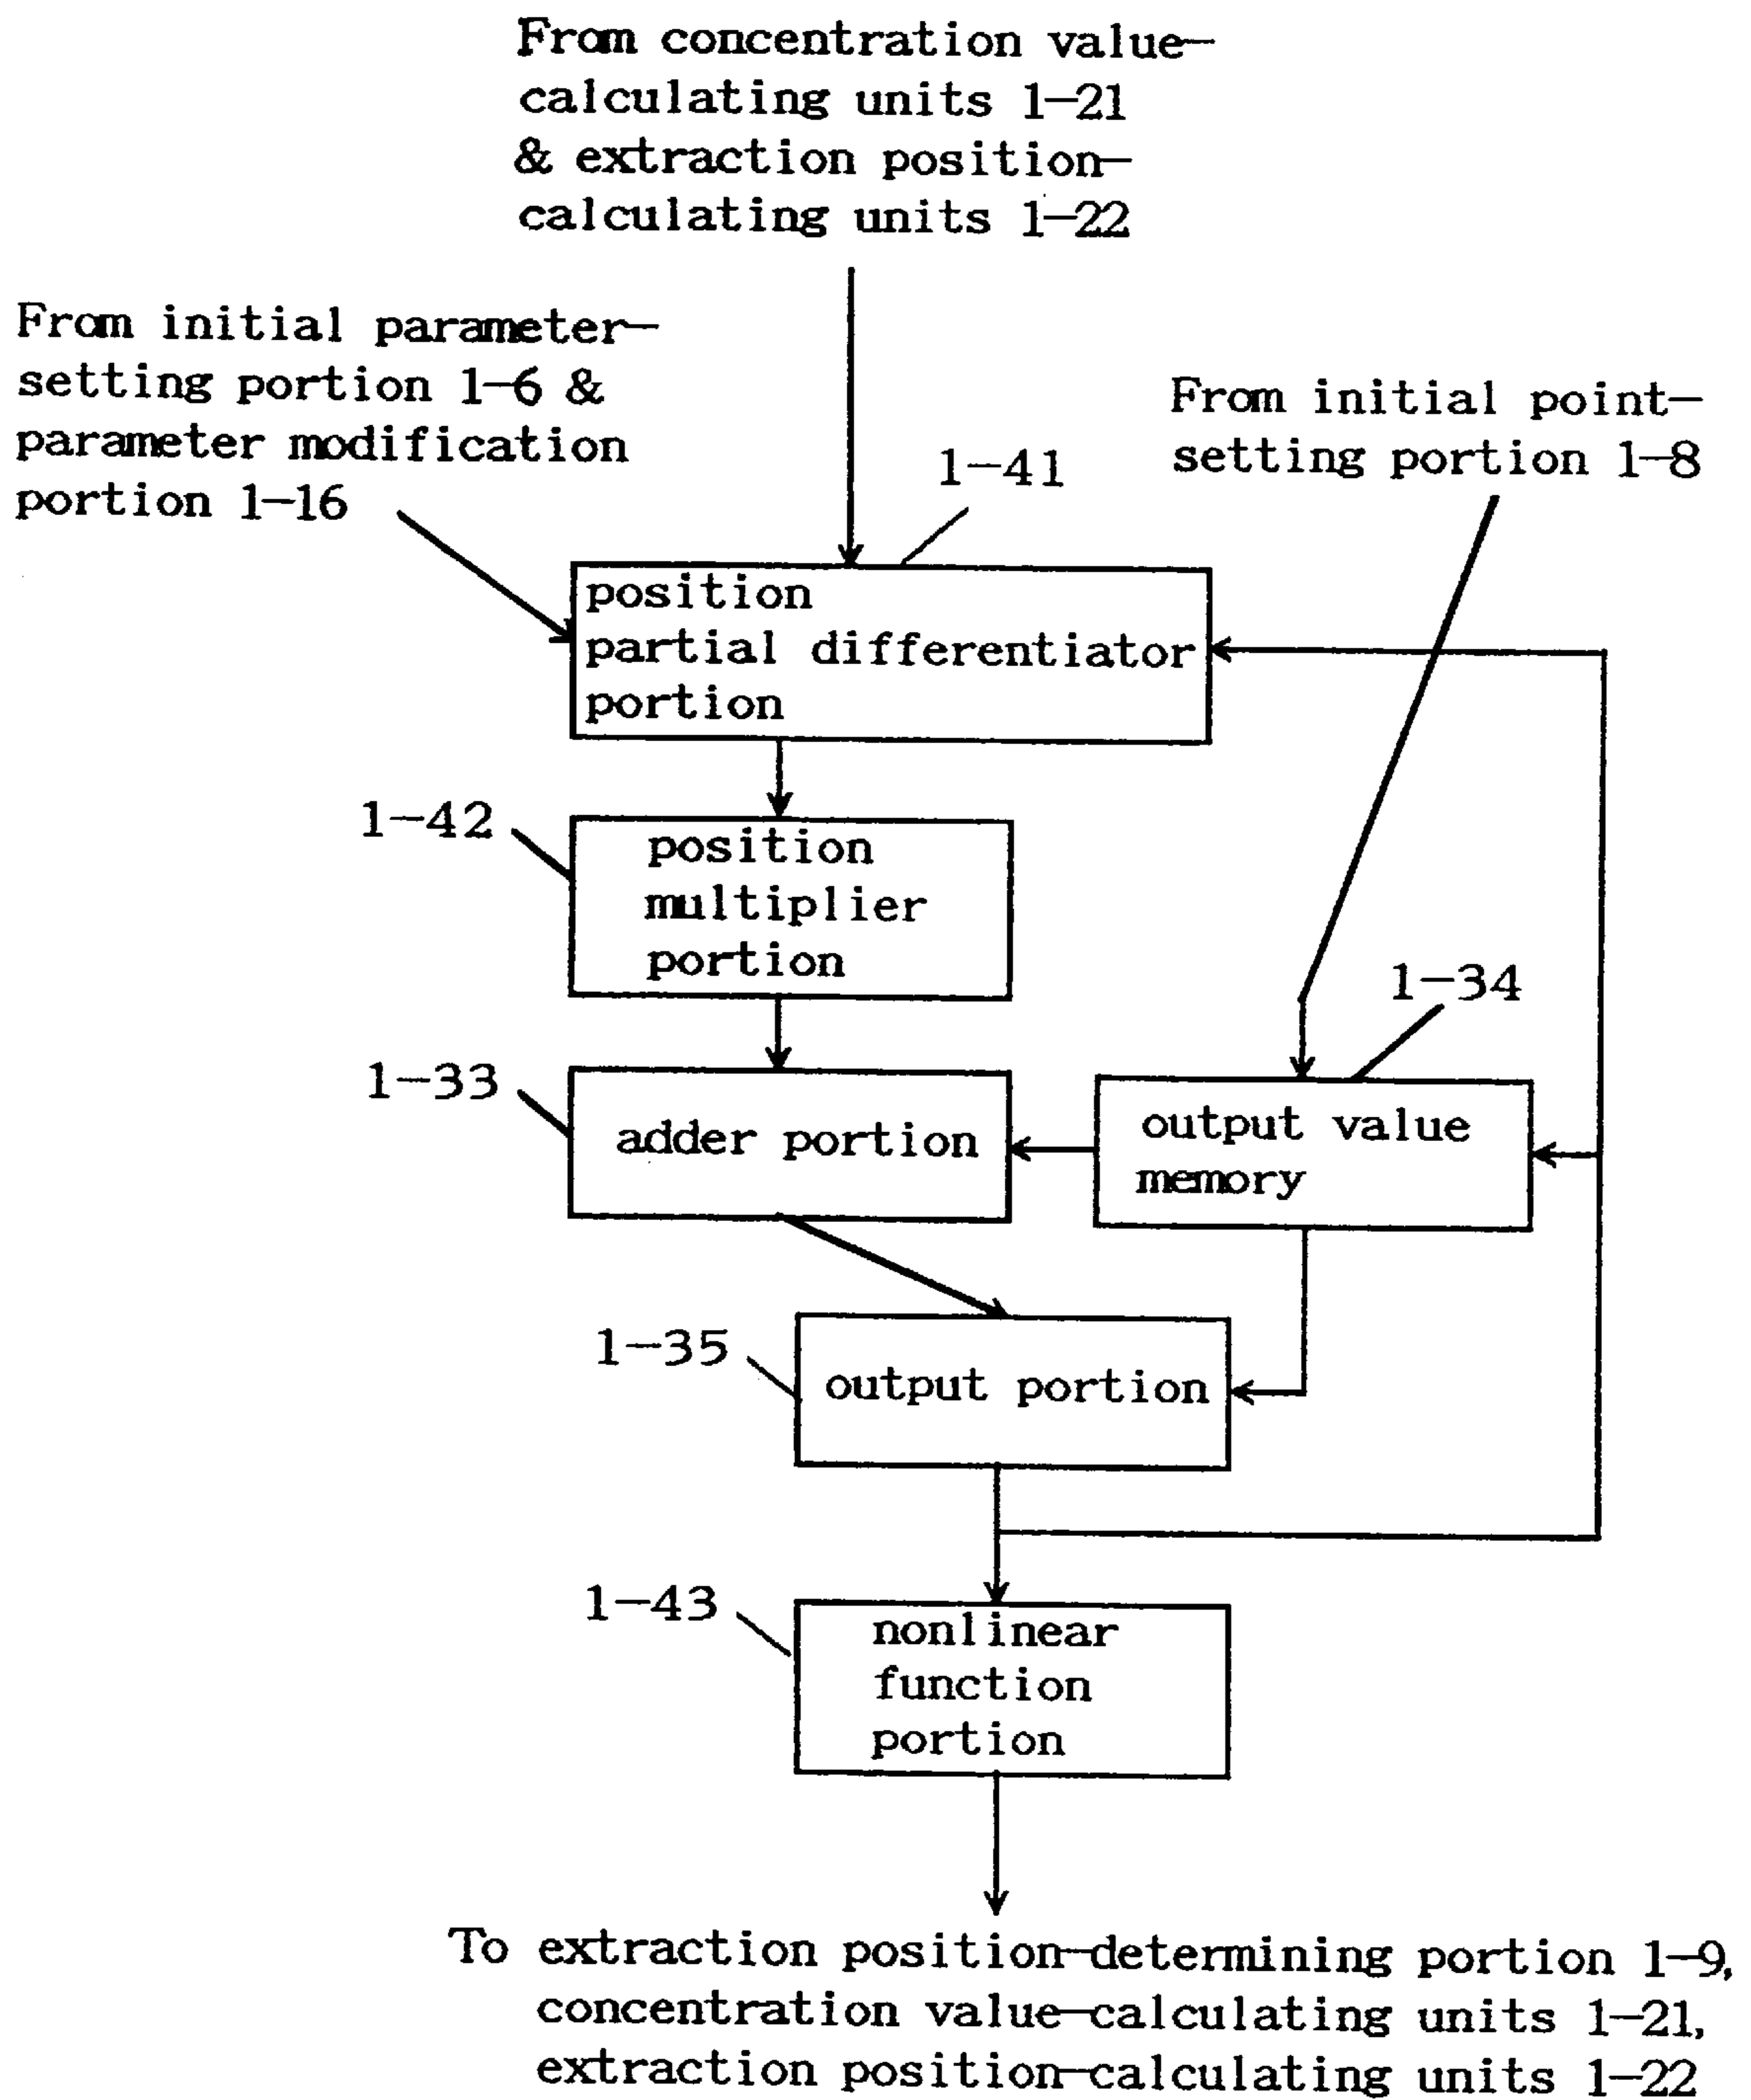 From concentration value-
calculating units 1-21
& extraction position-
calculating units 1-22
From initial parameter-
setting portion 1-6 &
parameter modification
portion 1-16
From initial point-
setting portion 1-8
1-41
position
partial differentiator
portion
1-42
position
multiplier
portion
1-34
1-33
adder portion
output value
memory
1-35
output portion
1-43
nonlinear
function
portion
To extraction position-determining portion 1-9,
concentration value-calculating units 1-21,
extraction position-calculating units 1-22